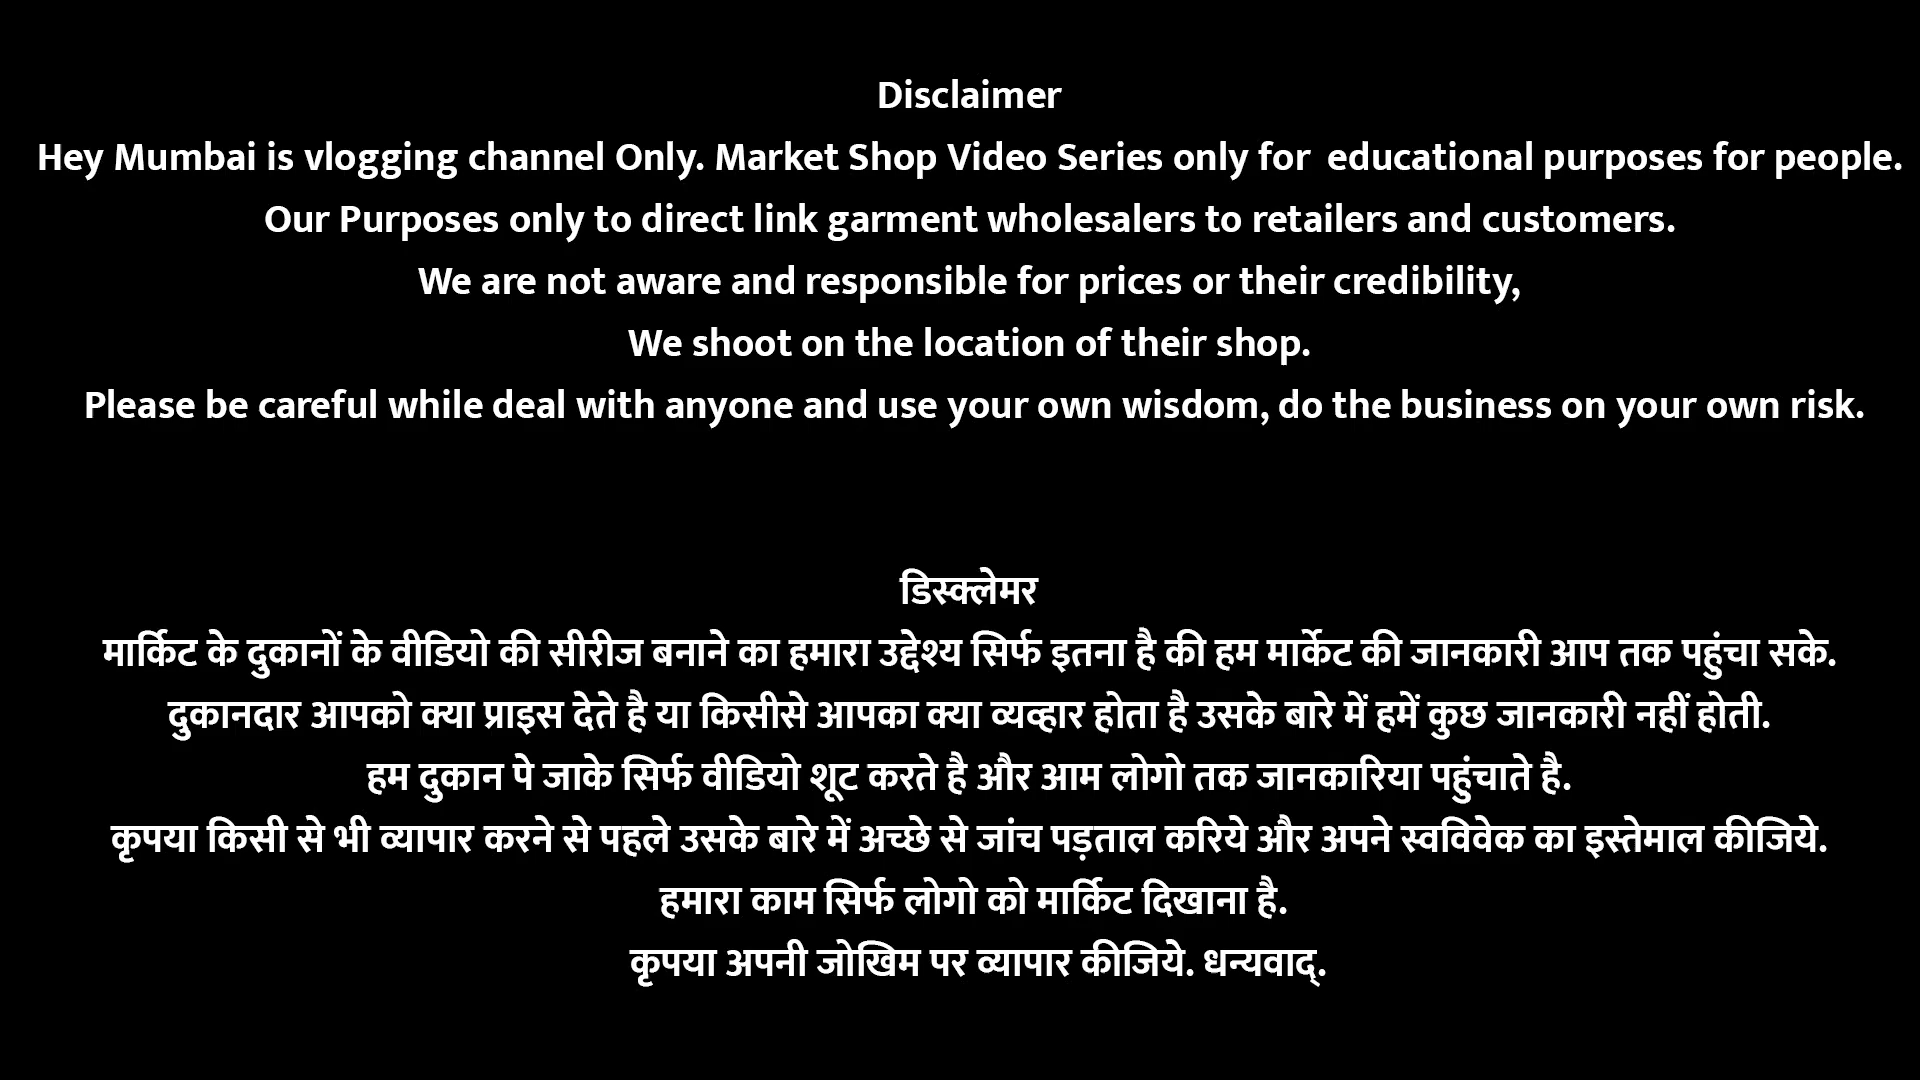 Disclaimer
Hey Mumbai is vlogging channel Only. Market Shop Video Series only for educational purposes for people.
Our Purposes only to direct link garment wholesalers to retailers and customers.
We are not aware and responsible for prices or their credibility,
We shoot on the location of their shop.
Please be careful while deal with anyone and use your own wisdom, do the business on your own risk.
डिस्क्लेमर
मार्किट के दुकानों के वीडियो की सीरीज बनाने का हमारा उद्देश्य सिर्फ इतना है की हम मार्केट की जानकारी आप तक पहुंचा सके.
दुकानदार आपको क्या प्राइस देते है या किसीसे आपका क्या व्यव्हार होता है उसके बारे में हमें कुछ जानकारी नहीं होती.
हम दुकान पे जाके सिर्फ वीडियो शूट करते है और आम लोगो तक जानकारिया पहुंचाते है.
कृपया किसी से भी व्यापार करने से पहले उसके बारे में अच्छे से जांच पड़ताल करिये और अपने स्वविवेक का इस्तेमाल कीजिये.
हमारा काम सिर्फ लोगो को मार्किट दिखाना है.
कृपया अपनी जोखिम पर व्यापार कीजिये. धन्यवाद्.